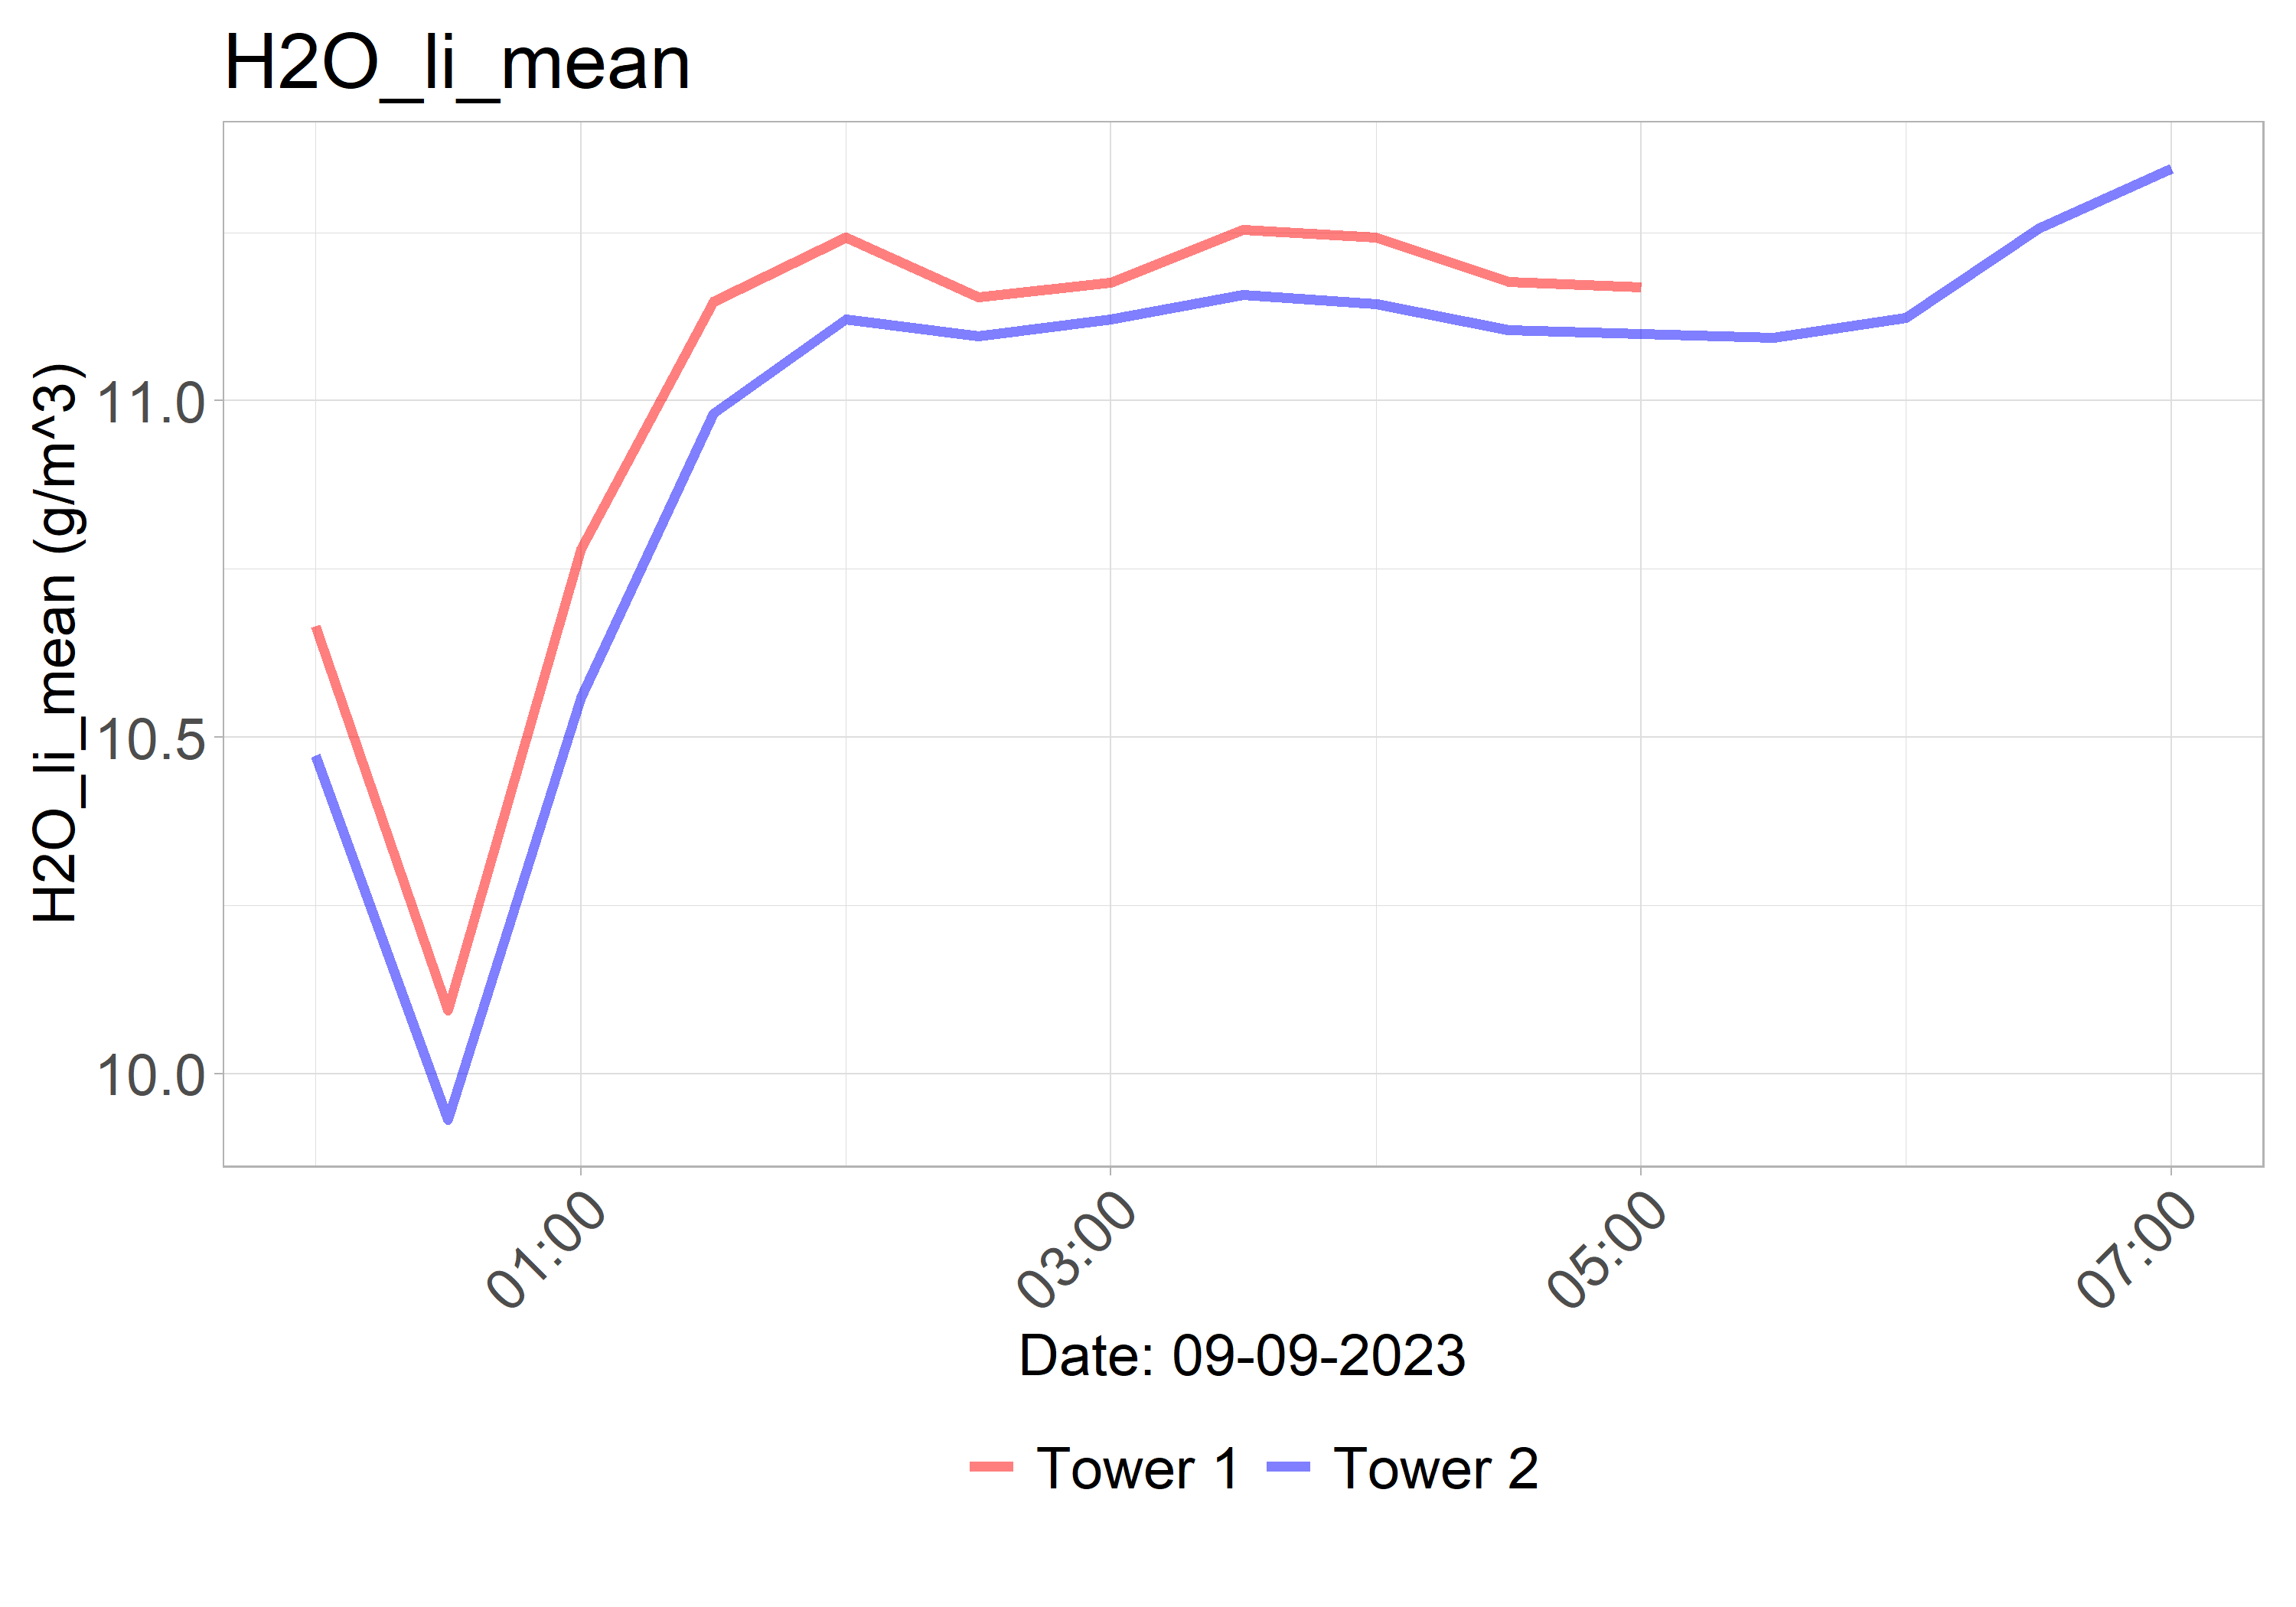 H2O_li_mean
H2O_li_mean (g/m^3)
11.0
10.5
10.0
01:00
03:00
05:00
07:00
Date: 09-09-2023
Tower 1
Tower 2